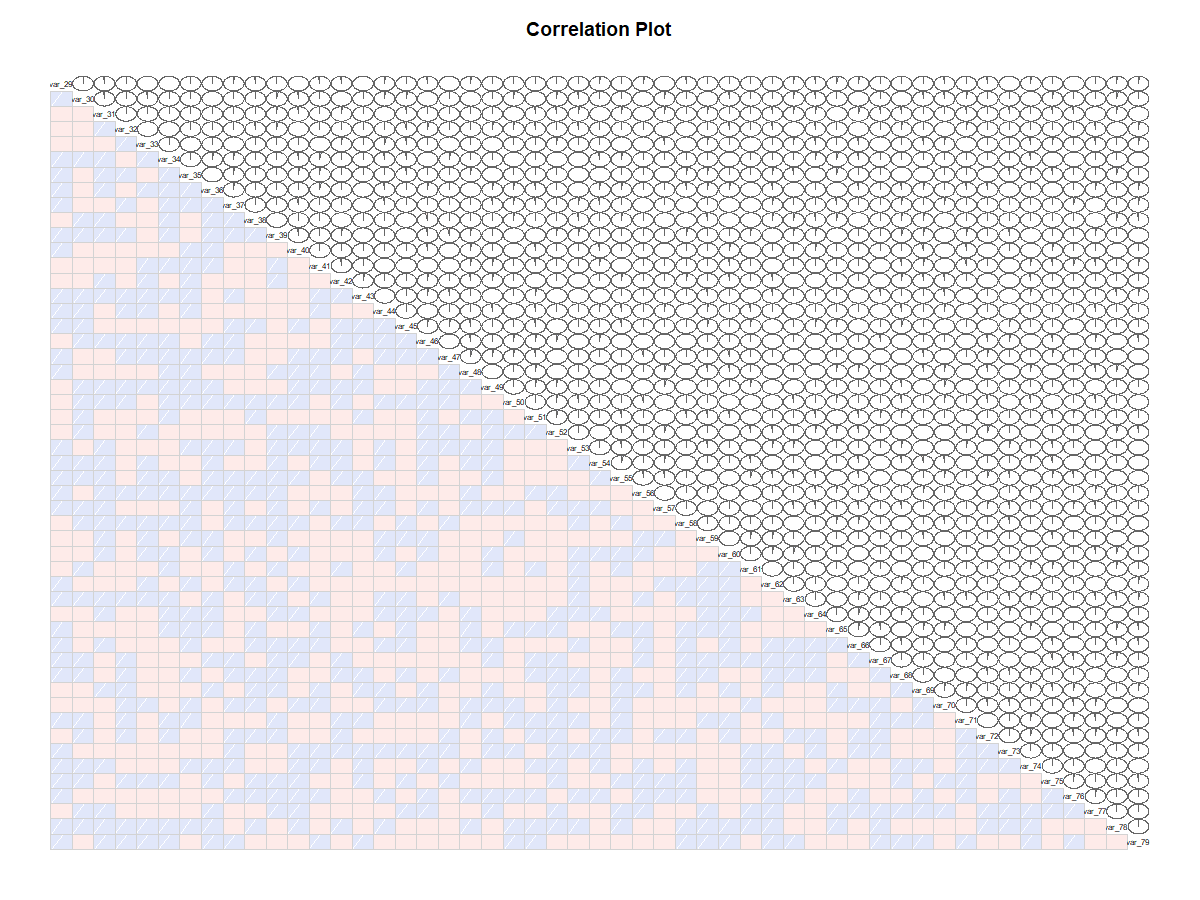 Correlation Plot
var_29
var_30
var_31
var_32
var_33
var_34
var_35
var_36
var_37
var_38
var_39
var_40
var_41
var_42
var_43
var_44
var_45
var_46
var_47
var_48
var_49
var_50
var_51
var_52
var_53
var_54
var_55
var_56
var_57
var_58
var_59
var_60
var_61
var_62
var_63
var_64
var_65
var_66
var_67
var_68
var_69
var_70
var_71
var_72
var_73
var_74
var_75
var_76
var_77
var_78
var_79